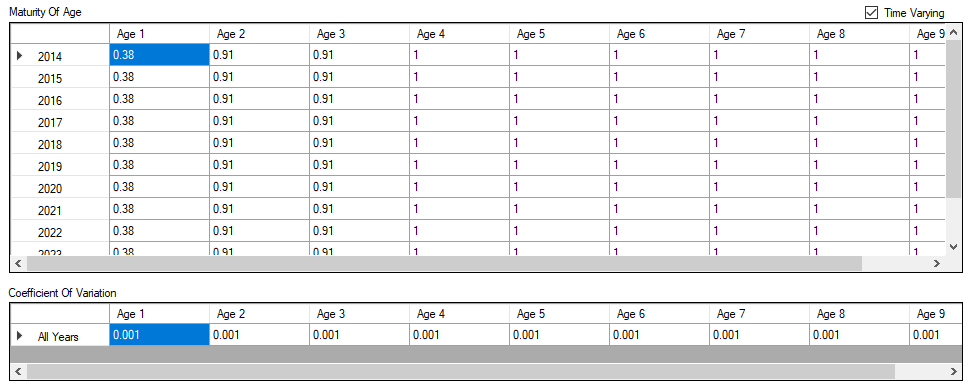 Maturity Of Age Time Varying
Age 1 Age 2 Age 3 Age 4 Age 5 Age 6 Age 7 Age 8 Age 9
2014 0.38 0.91 0.91 1 1 1 1 1 1
2015 0.38 0.91 0.91 1 1 1 1 1 1
2016 0.38 0.91 0.91 1 1 1 1 1 1
2017 0.38 0.91 0.91 1 1 1 1 1 1
2018 0.38 0.91 0.91 1 1 1 1 1 1
2019 0.38 0.91 0.91 1 1 1 1 1 1
2020 0.38 0.91 0.91 1 1 1 1 1 1
2021 0.38 0.91 0.91 1 1 1 1 1 1
2022 0.38 0.91 0.91 1 1 1 1 1 1
2023 0.38 0.91 0.91 1 1 1 1 1 1
Coefficient Of Variation
Age 1 Age 2 Age 3 Age 4 Age 5 Age 6 Age 7 Age 8 Age 9
All Years 0.001 0.001 0.001 0.001 0.001 0.001 0.001 0.001 0.001